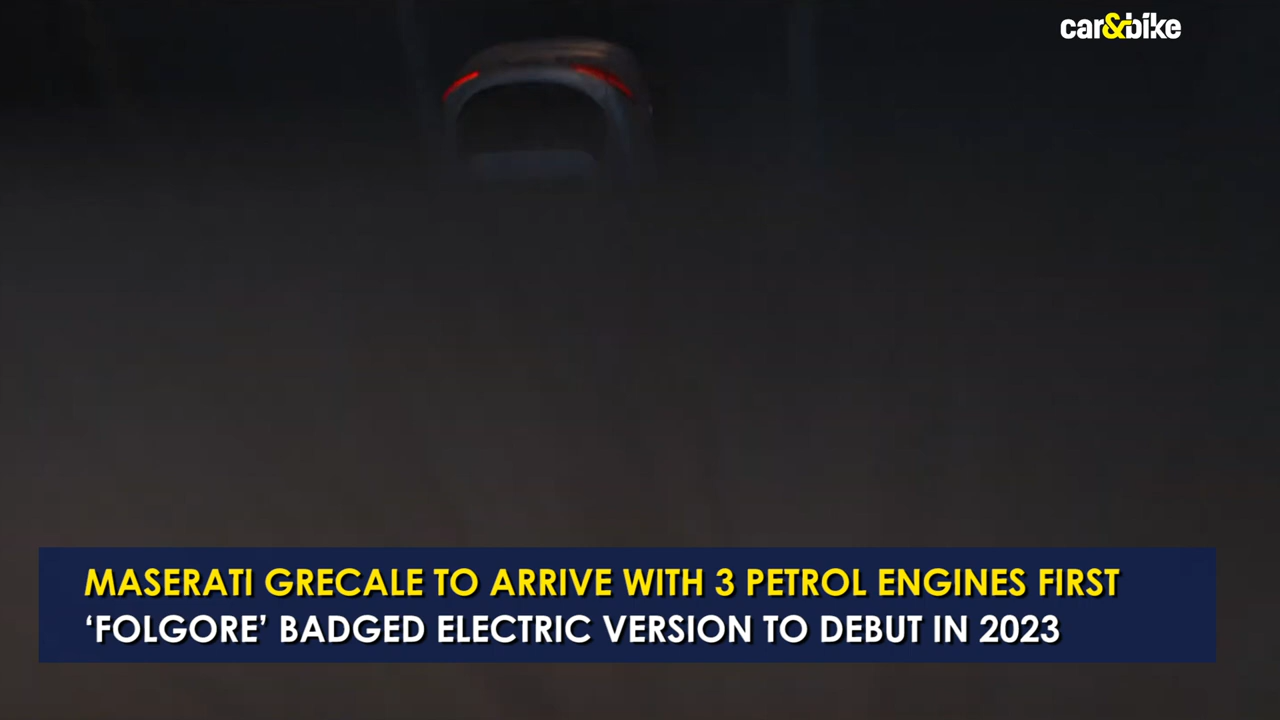 car&bike
MASERATI GRECALE TO ARRIVE WITH 3 PETROL ENGINES FIRST
‘FOLGORE’ BADGED ELECTRIC VERSION TO DEBUT IN 2023